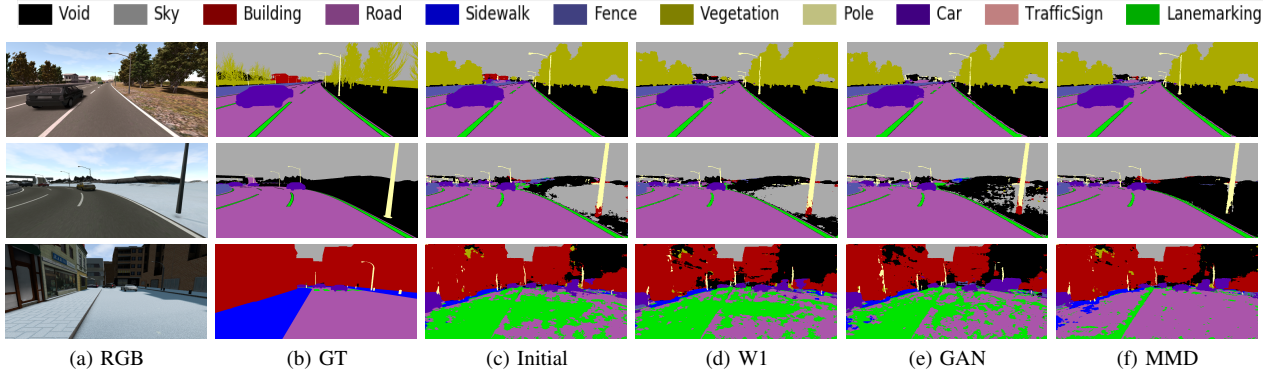 Void Sky Building Road Sidewalk Fence Vegetation Pole Car TrafficSign Lanemarking
(a) RGB (b) GT (c) Initial (d) W1 (e) GAN (f) MMD